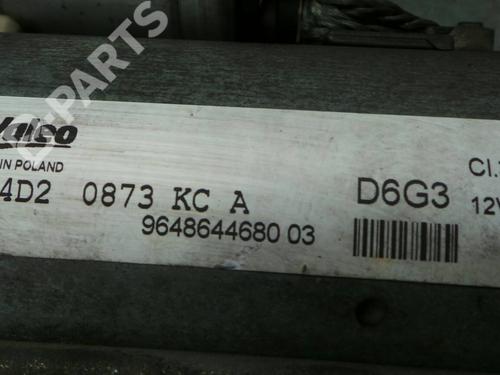 B-PARTS
Valeo
IN POLAND
4D2 0873 KC A D6G3
9648644680 03
Cl.
12V